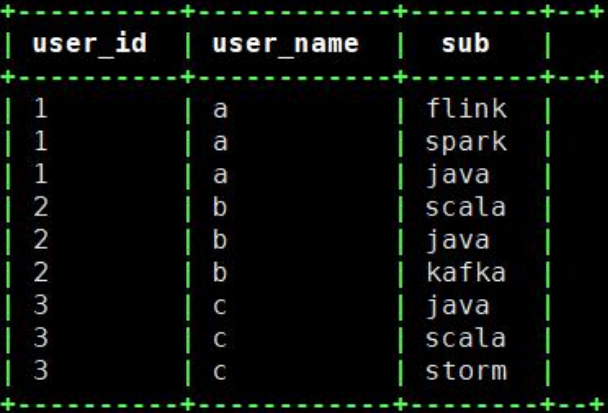 user_id user_name sub
1 a flink
1 a spark
1 a java
2 b scala
2 b java
2 b kafka
3 c java
3 c scala
3 c storm